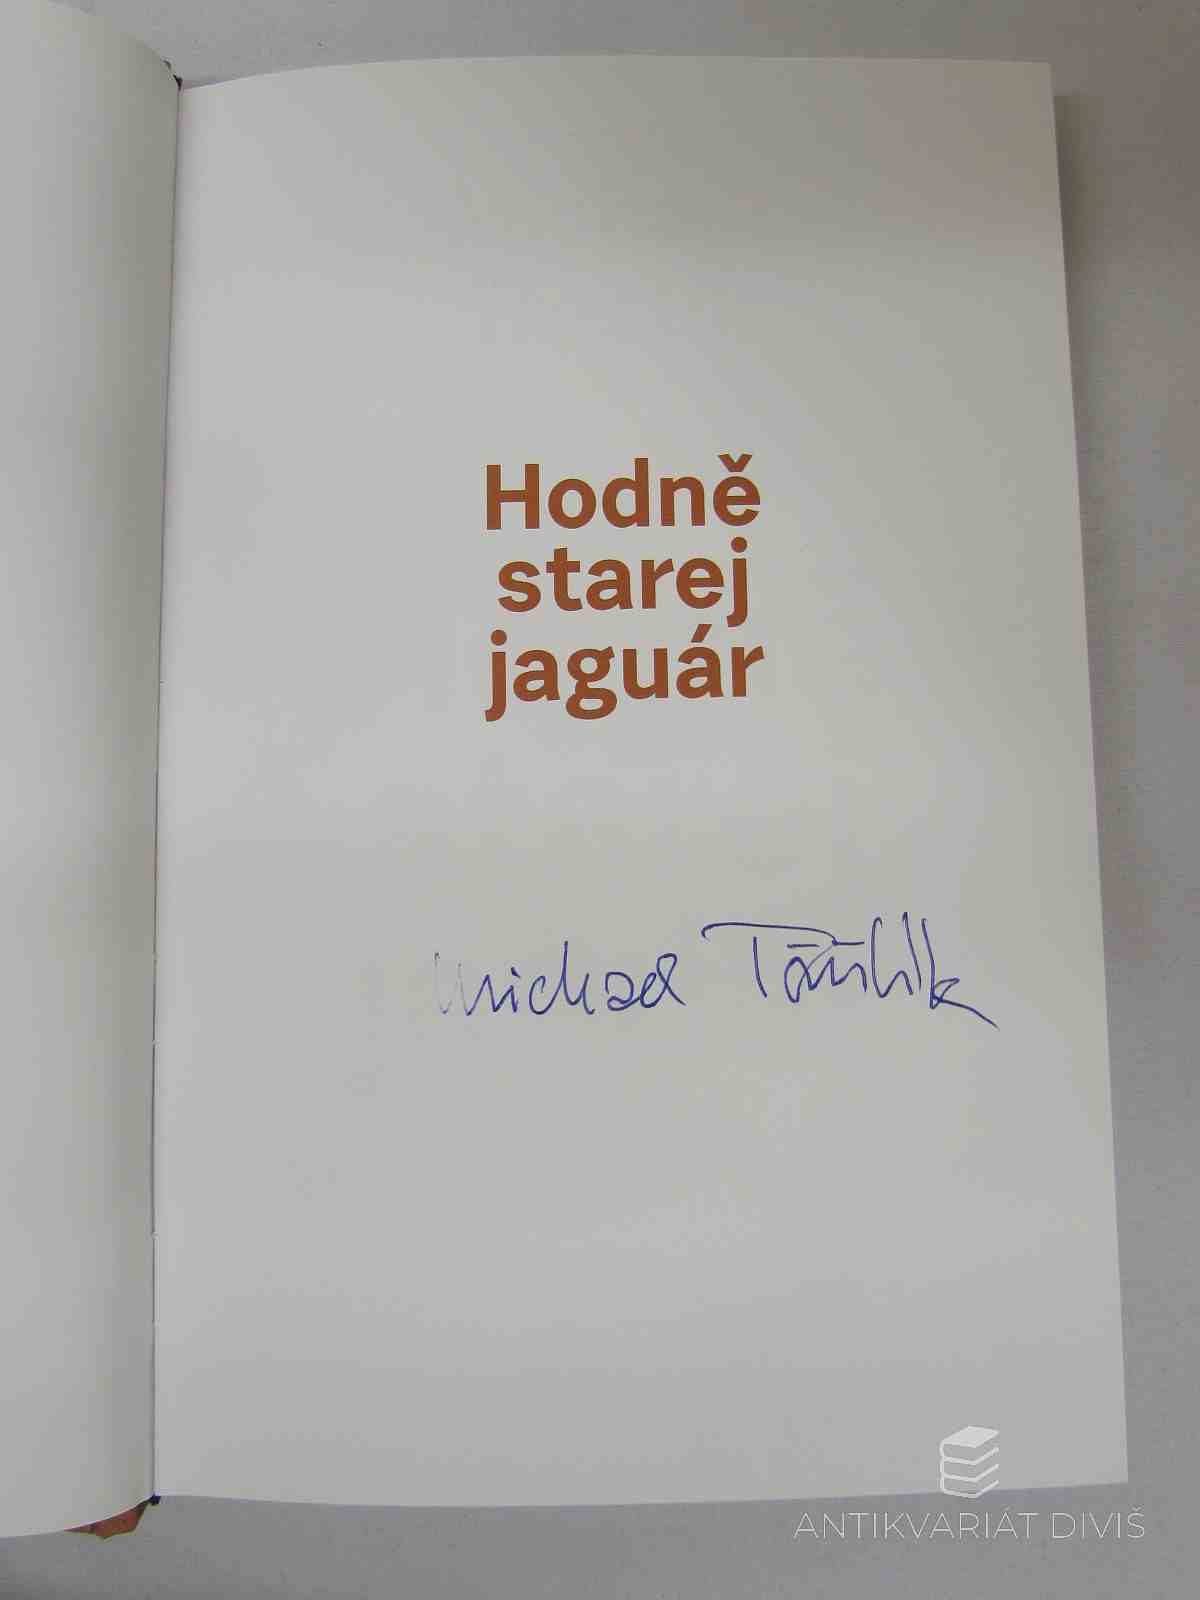 Hodně
starej
jaguár
Michael
ANTIKVARIÁT DIVIŠ